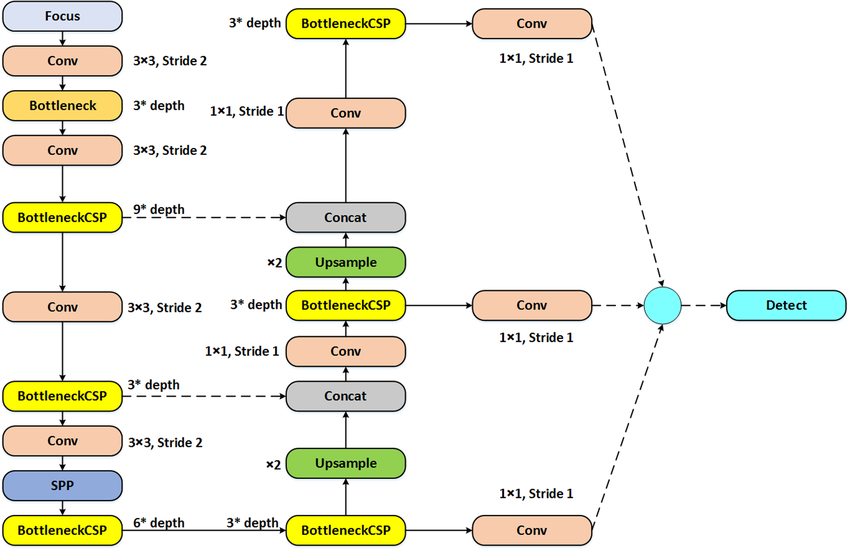 Focus
Conv
3×3, Stride 2
Bottleneck
3* depth
Conv
3×3, Stride 2
BottleneckCSP
9* depth
Conv
3×3, Stride 2
BottleneckCSP
3* depth
Conv
3×3, Stride 2
SPP
BottleneckCSP
6* depth
3* depth
BottleneckCSP
1×1, Stride 1
Conv
Concat
×2
Upsample
3* depth
BottleneckCSP
1×1, Stride 1
Conv
Concat
×2
Upsample
3* depth
BottleneckCSP
Conv
1×1, Stride 1
Conv
1×1, Stride 1
1×1, Stride 1
Conv
Detect